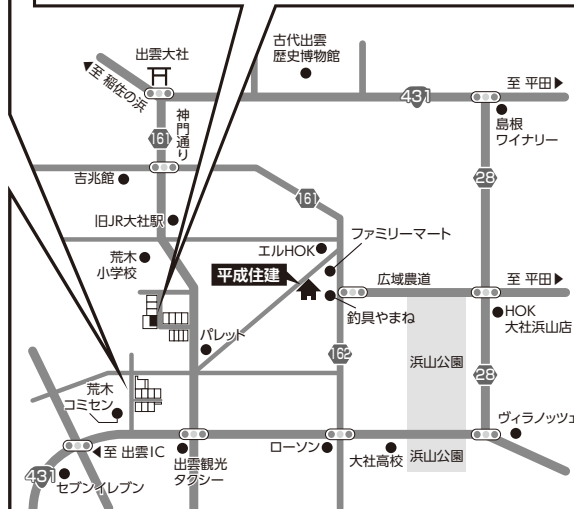 出雲大社
古代出雲
歴史博物館
◀至 稲佐の浜
431
至 平田▶
島根
ワイナリー
161
神門通り
28
吉兆館
161
旧JR大社駅
ファミリーマート
エルHOK
荒木
小学校
平成住建
広域農道
至 平田▶
釣具やまね
HOK
大社浜山店
パレット
162
浜山公園
28
荒木
コミセン
ヴィラノッツェ
◀至 出雲IC
出雲観光
タクシー
ローソン
大社高校
浜山公園
431
セブンイレブン